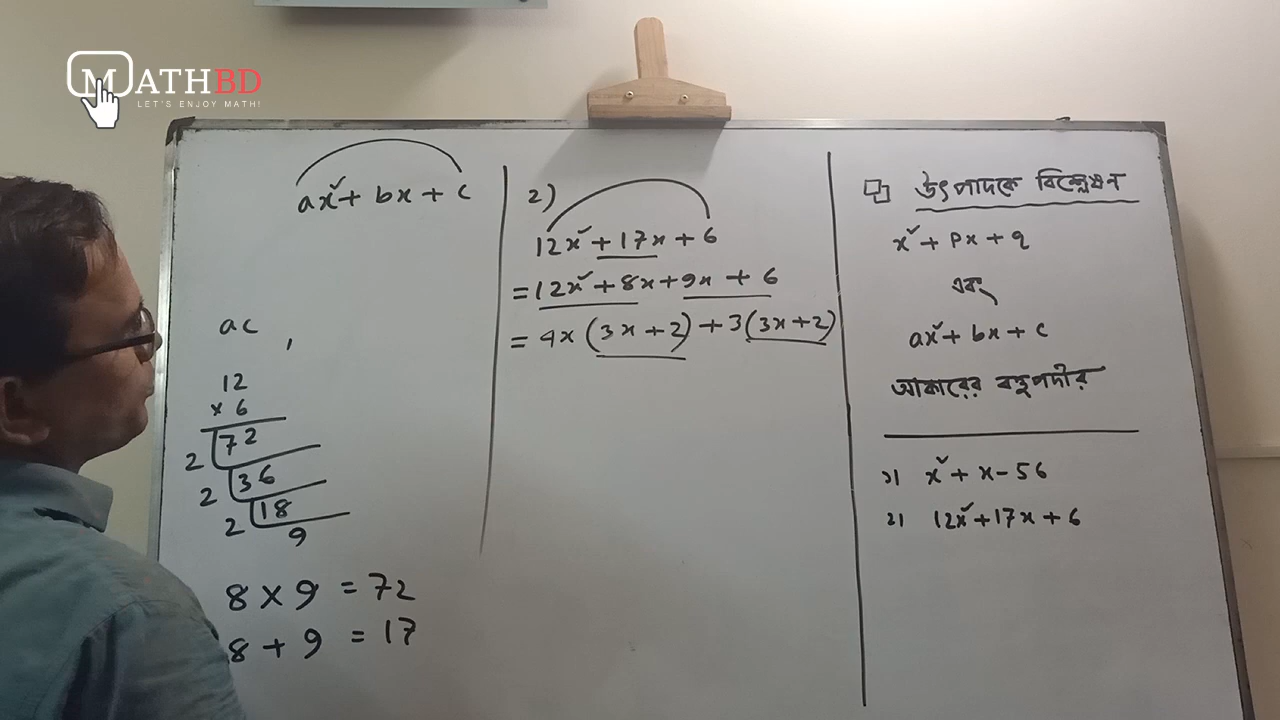 MATHBD
LET'S ENJOY MATH!
ax² + bx + c
ac ,
12
× 6
2 72
2 36
2 18
9
8 × 9 = 72
8 + 9 = 17
2)
12x² + 17x + 6
= 12x² + 8x + 9x + 6
= 4x (3x + 2) + 3 (3x + 2)
উৎপাদকে বিশ্লেষণ
x² + px + q
এবং
ax² + bx + c
আকারের বহুপদীর
১। x² + x - 56
২। 12x² + 17x + 6